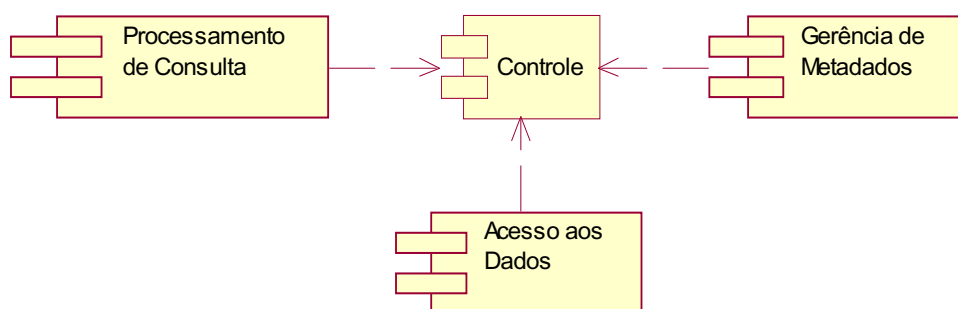 Processamento
de Consulta
Controle
Gerência de
Metadados
Acesso aos
Dados